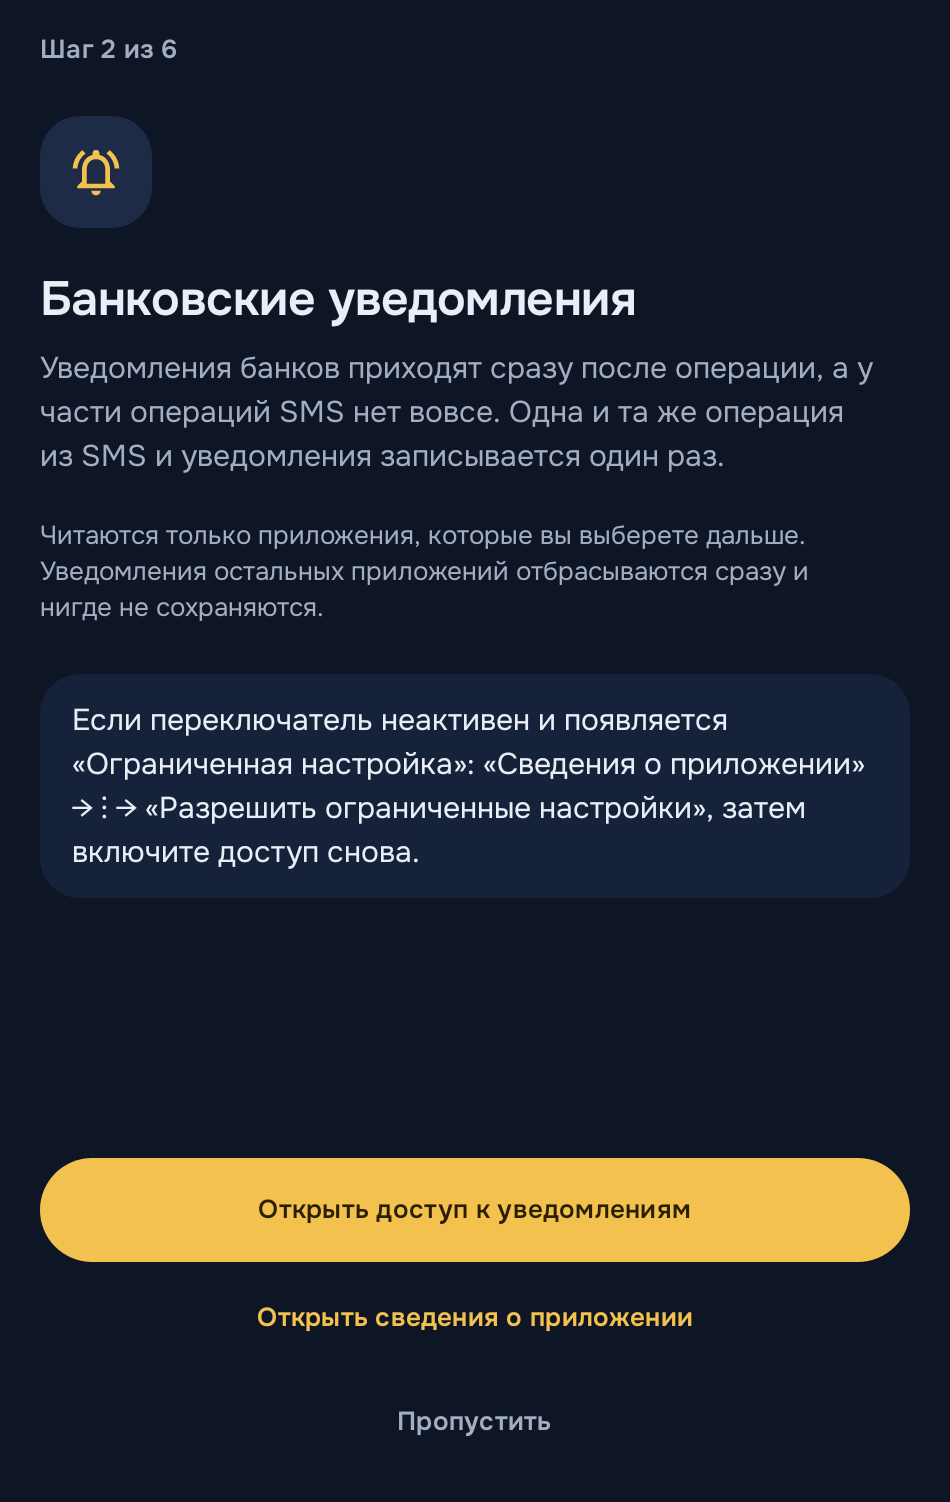 Шаг 2 из 6
Банковские уведомления
Уведомления банков приходят сразу после операции, а у
части операций SMS нет вовсе. Одна и та же операция
из SMS и уведомления записывается один раз.
Читаются только приложения, которые вы выберете дальше.
Уведомления остальных приложений отбрасываются сразу и
нигде не сохраняются.
Если переключатель неактивен и появляется
«Ограниченная настройка»: «Сведения о приложении»
→ ⋮ → «Разрешить ограниченные настройки», затем
включите доступ снова.
Открыть доступ к уведомлениям
Открыть сведения о приложении
Пропустить